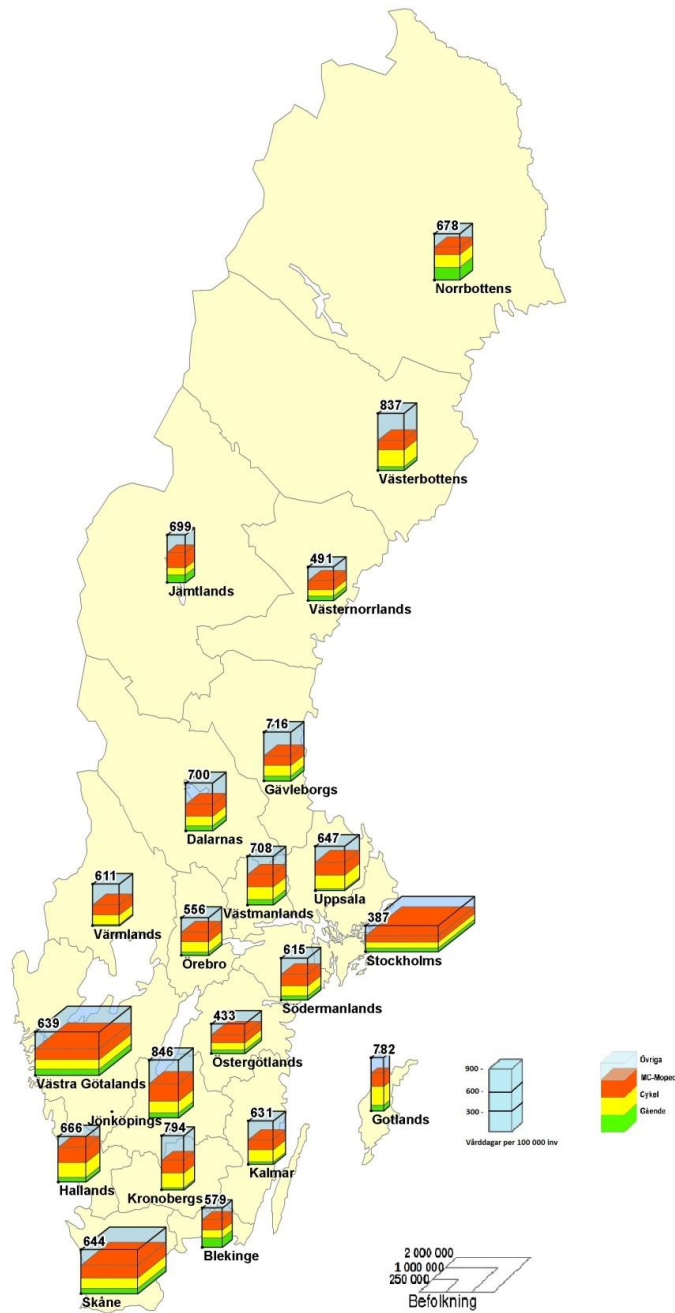 678
Norrbottens
837
Västerbottens
699
Jämtlands
491
Västernorrlands
716
Gävleborgs
700
Dalarnas
708
Västmanlands
647
Uppsala
611
Värmlands
556
Örebro
387
Stockholms
615
Södermanlands
639
Västra Götalands
433
Östergötlands
846
Jönköpings
782
Gotlands
666
Hallands
794
Kronobergs
631
Kalmar
579
Blekinge
644
Skåne
900 -
600 -
300 -
Vårddagar per 100 000 inv
Övriga
MC-Moped
Cykel
Gående
2 000 000
1 000 000
250 000
Befolkning